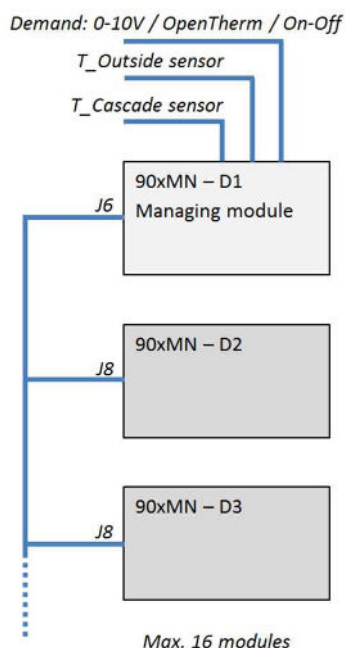 Demand: 0-10V / OpenTherm / On-Off
T_Outside sensor
T_Cascade sensor
90xMN – D1
Managing module
J6
90xMN – D2
J8
90xMN – D3
J8
Max. 16 modules